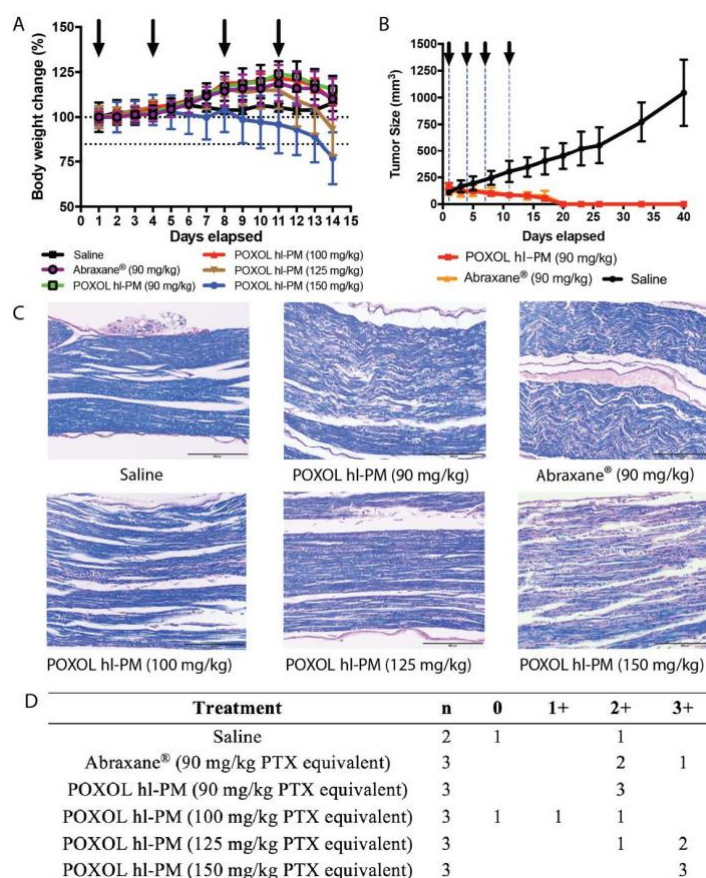 A
Body weight change (%)
150
125
100
75
50
0 1 2 3 4 5 6 7 8 9 10 11 12 13 14 15
Days elapsed
Saline
Abraxane® (90 mg/kg)
POXOL hl-PM (90 mg/kg)
POXOL hl-PM (100 mg/kg)
POXOL hl-PM (125 mg/kg)
POXOL hl-PM (150 mg/kg)
B
Tumor Size (mm³)
1500
1250
1000
750
500
250
0
0 5 10 15 20 25 30 35 40
Days elapsed
POXOL hl-PM (90 mg/kg)
Abraxane® (90 mg/kg)
Saline
C
Saline
POXOL hl-PM (90 mg/kg)
Abraxane® (90 mg/kg)
POXOL hl-PM (100 mg/kg)
POXOL hl-PM (125 mg/kg)
POXOL hl-PM (150 mg/kg)
D
Treatment n 0 1+ 2+ 3+
Saline 2 1 1
Abraxane® (90 mg/kg PTX equivalent) 3 2 1
POXOL hl-PM (90 mg/kg PTX equivalent) 3 3
POXOL hl-PM (100 mg/kg PTX equivalent) 3 1 1 1
POXOL hl-PM (125 mg/kg PTX equivalent) 3 1 2
POXOL hl-PM (150 mg/kg PTX equivalent) 3 3